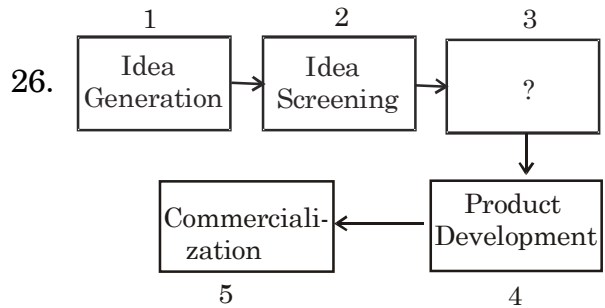 1 2 3
26. Idea Generation Idea Screening ?
Commerciali-
zation
Product
Development
5 4